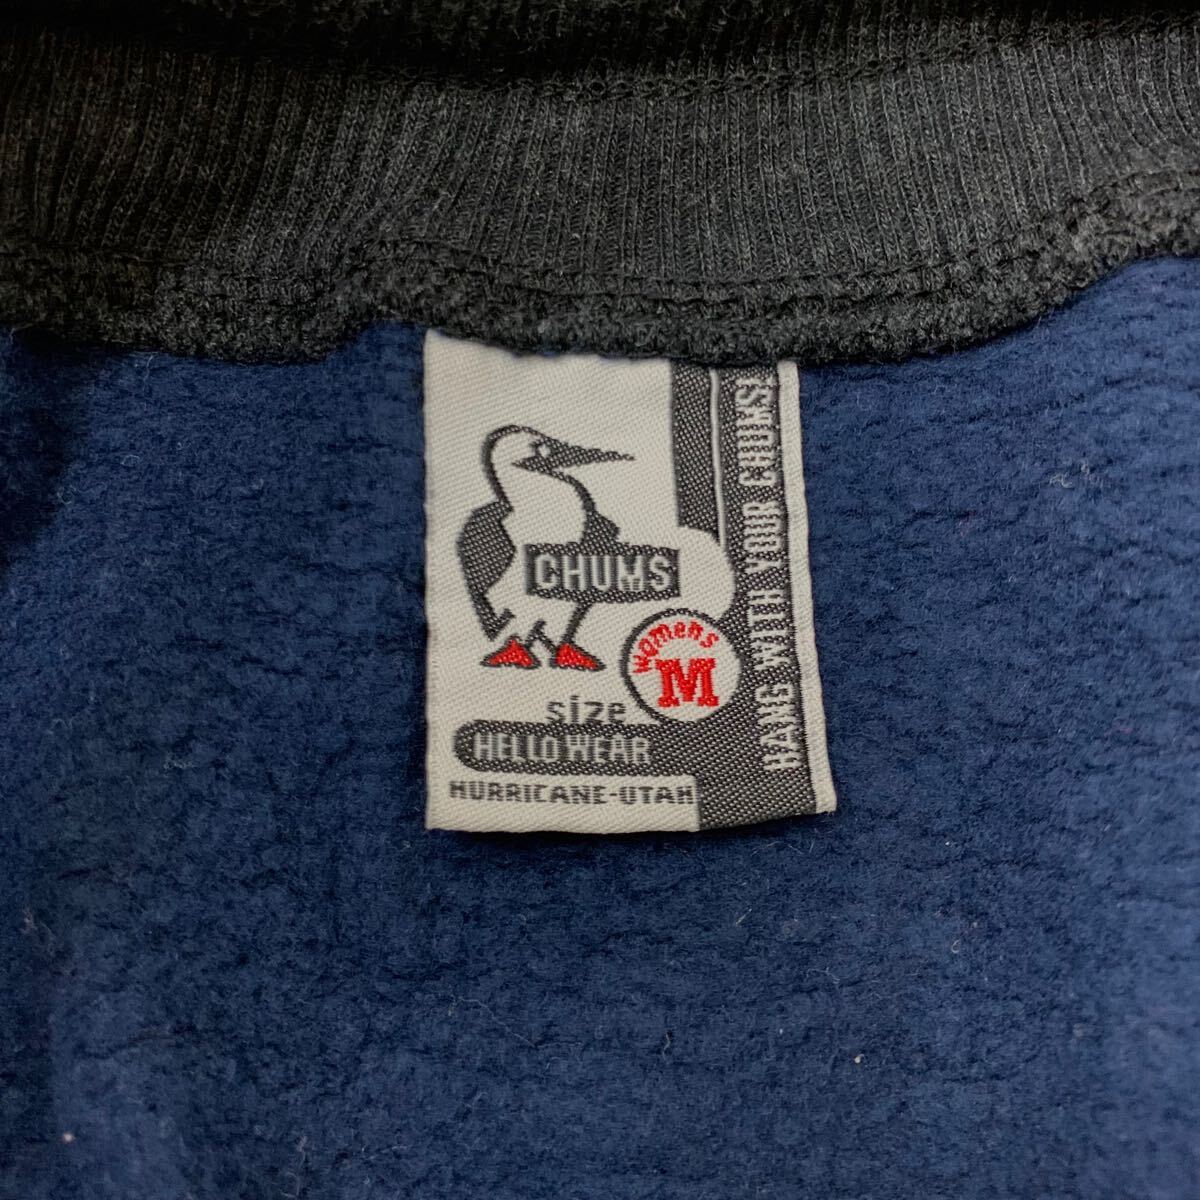 CHUMS
womens
M
size
HELLO WEAR
HURRICANE-UTAH
HANG WITH YOUR CHUMS!